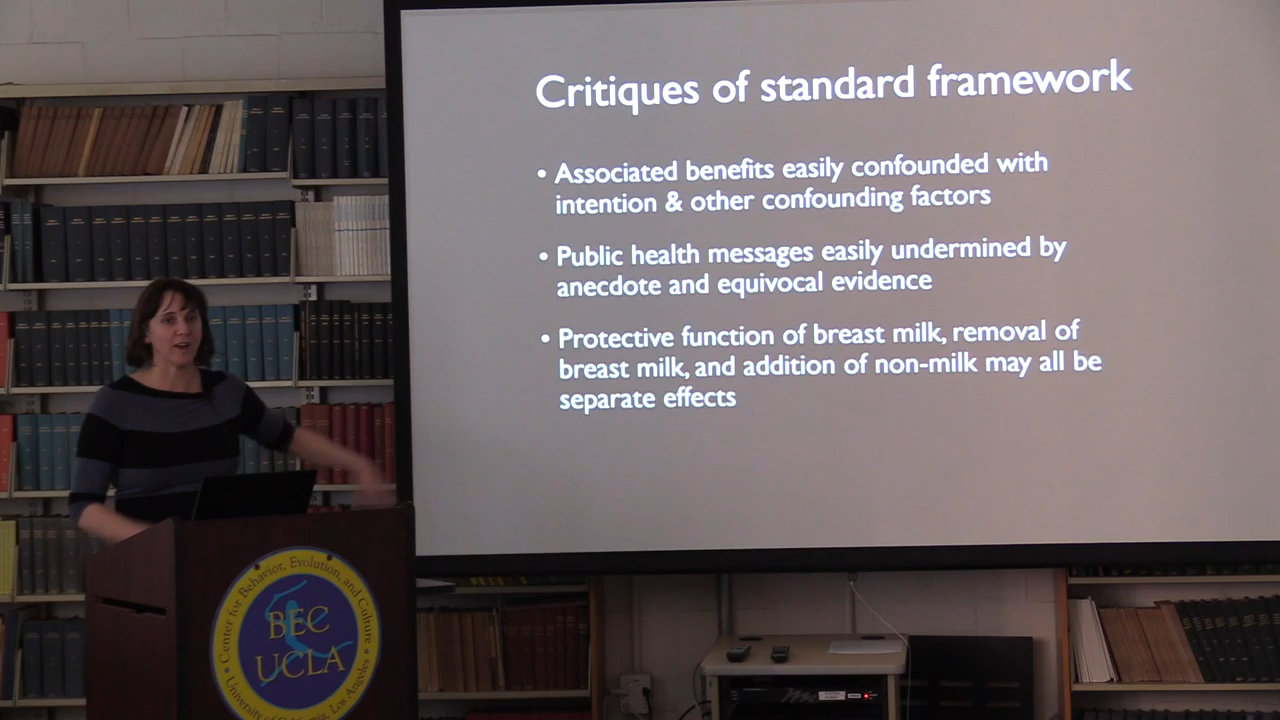 Critiques of standard framework
• Associated benefits easily confounded with
intention & other confounding factors
• Public health messages easily undermined by
anecdote and equivocal evidence
• Protective function of breast milk, removal of
breast milk, and addition of non-milk may all be
separate effects
Center for Behavior, Evolution, and Culture
BEC
UCLA
University of California, Los Angeles